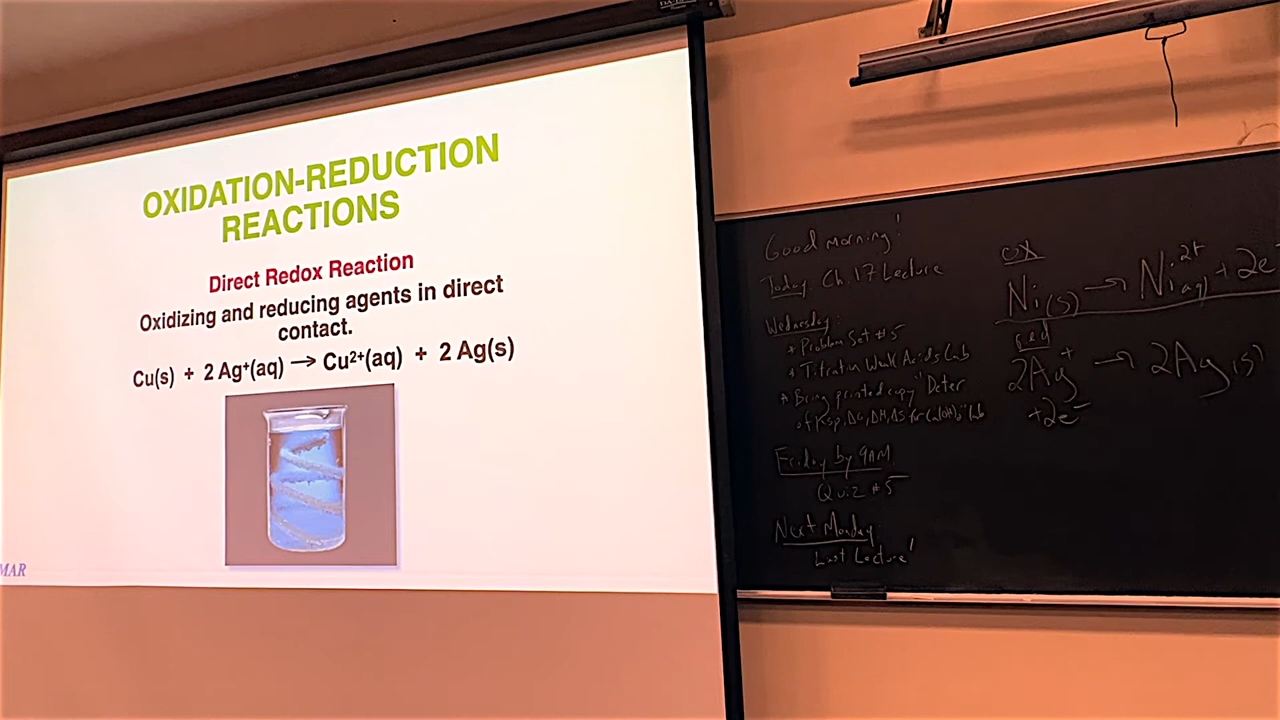 OXIDATION-REDUCTION
REACTIONS
Direct Redox Reaction
Oxidizing and reducing agents in direct
contact.
Cu(s) + 2 Ag⁺(aq) → Cu²⁺(aq) + 2 Ag(s)
MAR
Good morning!
Today: Ch. 17 Lecture
Wednesday:
* Problem Set #5
* Titration Weak Acids Lab
* Bring printed copy "Deter
of Ksp, ΔG, ΔH, ΔS for Ca(OH)₂" Lab
Friday by 9AM
Quiz #5
Next Monday
Last Lecture!
ox
Ni(s) → Ni²⁺(aq) + 2e⁻
red
2Ag⁺ → 2Ag(s)
+2e⁻